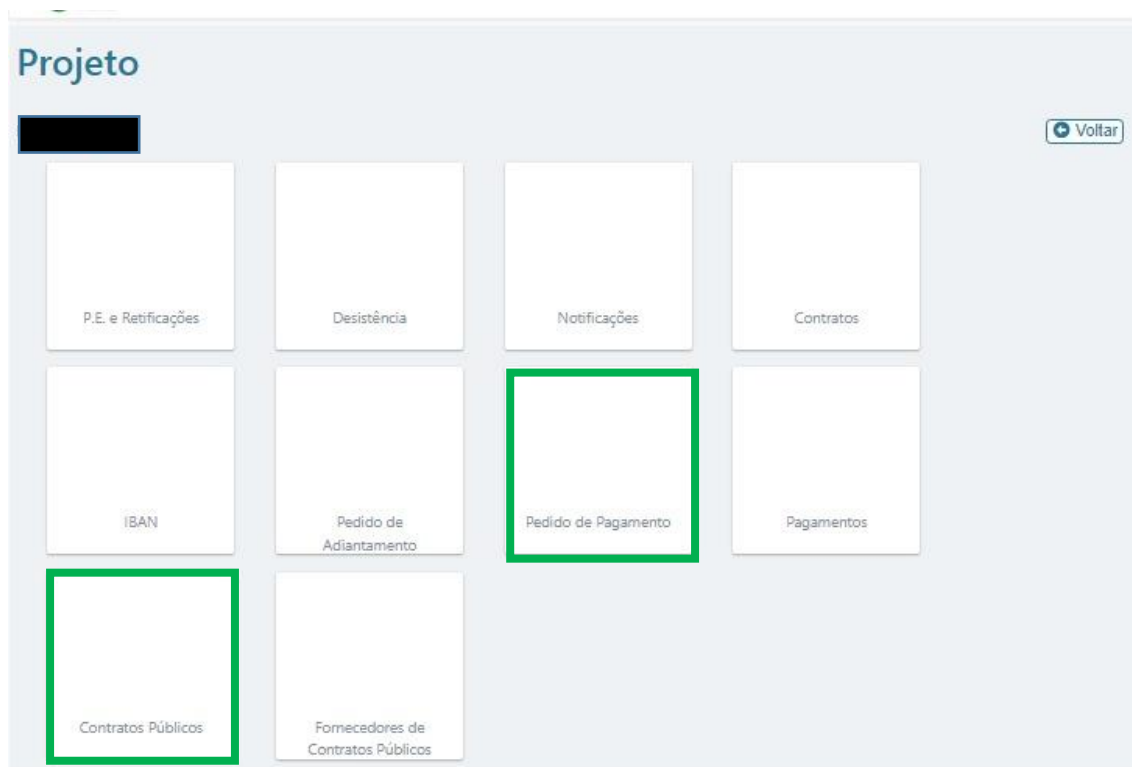 Projeto
Voltar
P.E. e Retificações
Desistência
Notificações
Contratos
IBAN
Pedido de
Adiantamento
Pedido de Pagamento
Pagamentos
Contratos Públicos
Fornecedores de
Contratos Públicos